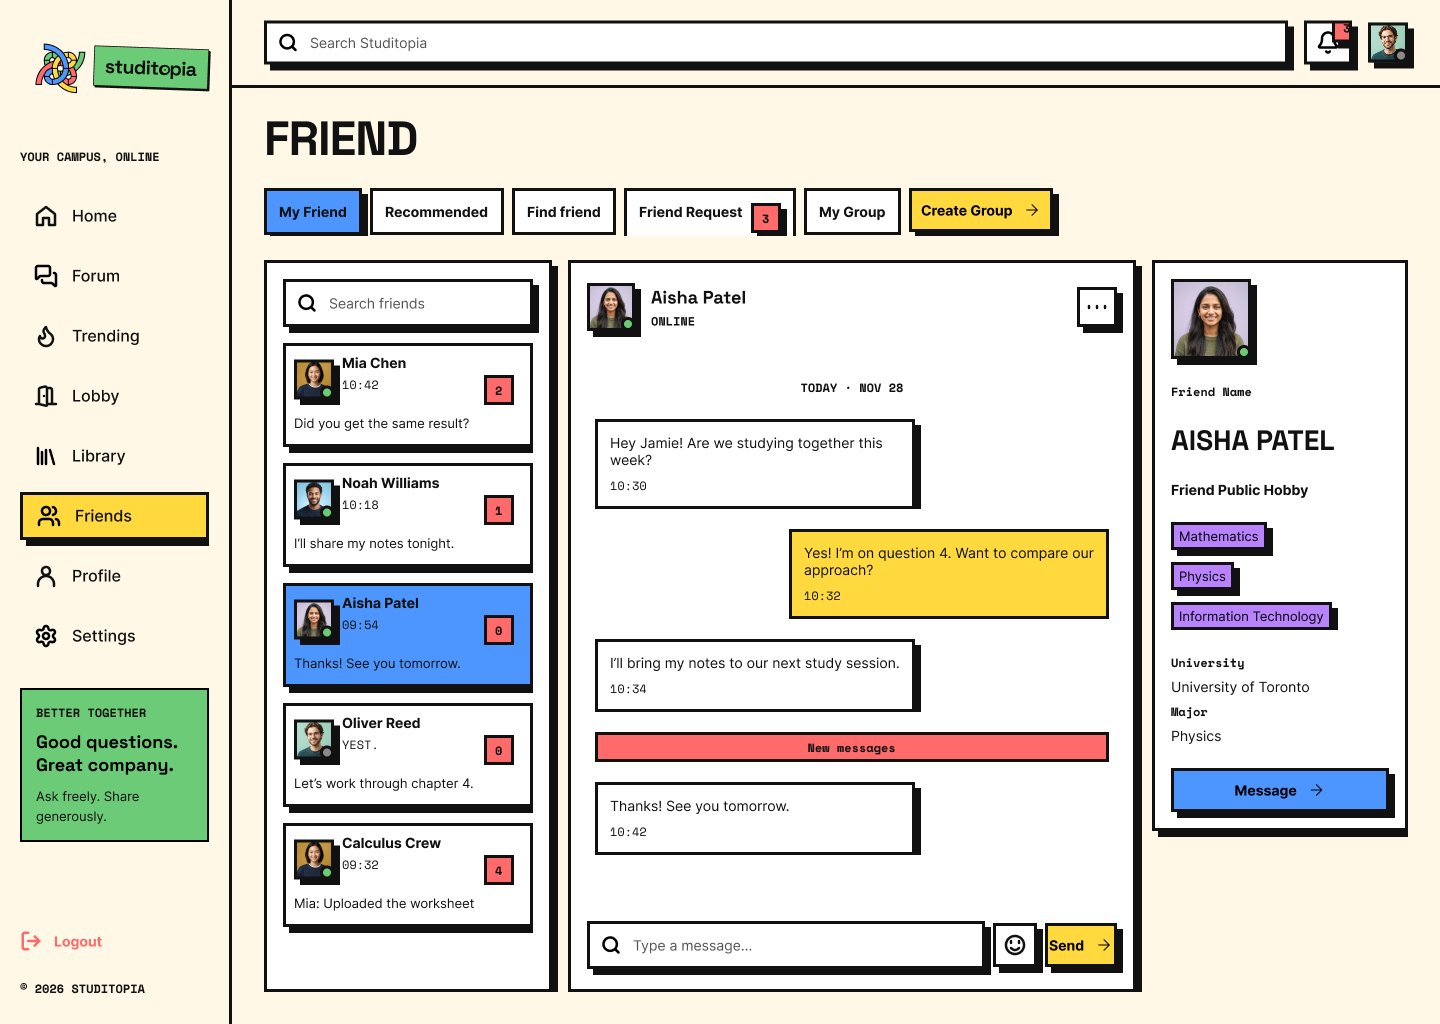 studitopia
YOUR CAMPUS, ONLINE
Home
Forum
Trending
Lobby
Library
Friends
Profile
Settings
BETTER TOGETHER
Good questions.
Great company.
Ask freely. Share
generously.
Logout
© 2026 STUDITOPIA
Search Studitopia
3
FRIEND
My Friend
Recommended
Find friend
Friend Request
3
My Group
Create Group
Search friends
Mia Chen
10:42
2
Did you get the same result?
Noah Williams
10:18
1
I'll share my notes tonight.
Aisha Patel
09:54
0
Thanks! See you tomorrow.
Oliver Reed
YEST.
0
Let's work through chapter 4.
Calculus Crew
09:32
4
Mia: Uploaded the worksheet
Aisha Patel
ONLINE
...
TODAY · NOV 28
Hey Jamie! Are we studying together this
week?
10:30
Yes! I'm on question 4. Want to compare our
approach?
10:32
I'll bring my notes to our next study session.
10:34
New messages
Thanks! See you tomorrow.
10:42
Type a message...
Send
Friend Name
AISHA PATEL
Friend Public Hobby
Mathematics
Physics
Information Technology
University
University of Toronto
Major
Physics
Message